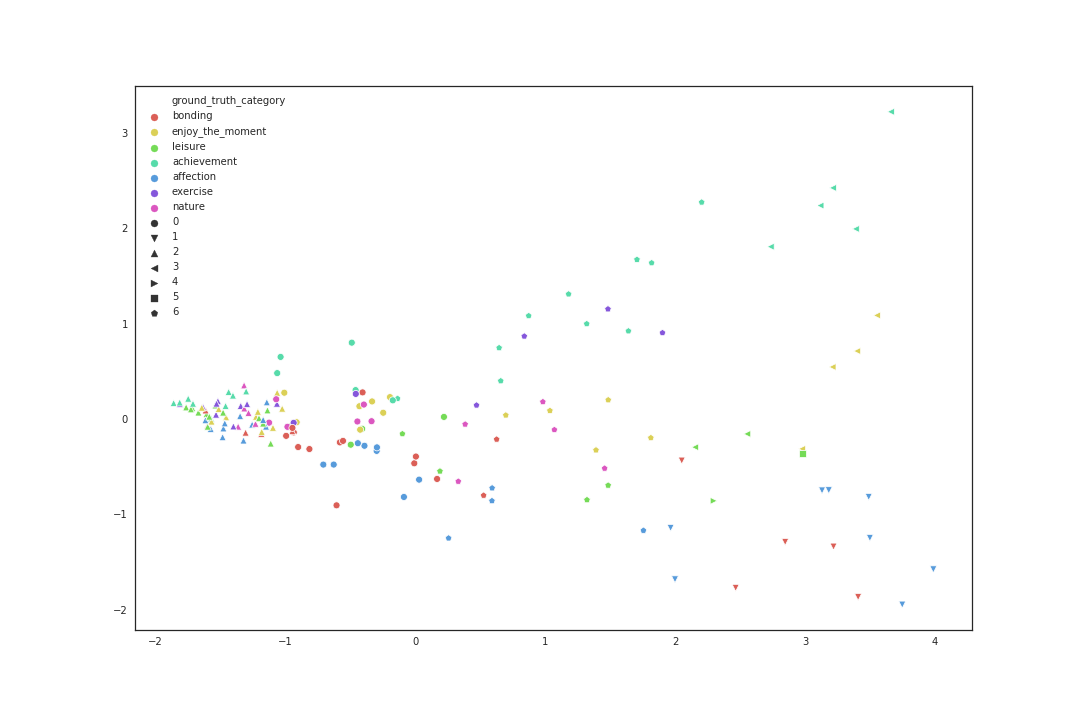 ground_truth_category
bonding
enjoy_the_moment
leisure
achievement
affection
exercise
nature
0
1
2
3
4
5
6
3
2
1
0
−1
−2
−2 −1 0 1 2 3 4